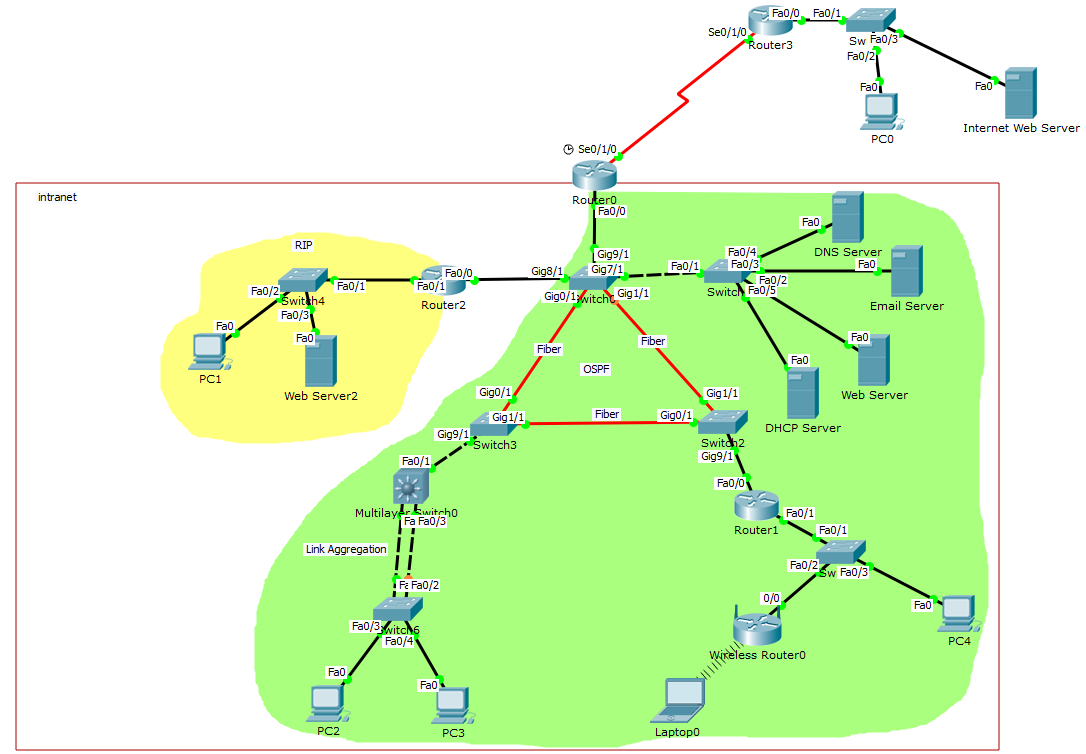 Fa0/0
Fa0/1
Se0/1/0
Router3
Sw
Fa0/3
Fa0/2
Fa0
Fa0
PC0
Internet Web Server
Se0/1/0
Router0
Fa0/0
intranet
RIP
Gig9/1
Gig8/1
Gig7/1
Fa0/1
Switch
Gig0/1
Gig1/1
Fa0/4
Fa0/3
Fa0/2
Fa0/5
Fa0
DNS Server
Fa0
Email Server
Fa0
Web Server
Fa0
DHCP Server
Fa0/0
Fa0/1
Router2
Fa0/1
Switch4
Fa0/2
Fa0/3
Fa0
PC1
Fa0
Web Server2
Fiber
Fiber
OSPF
Fiber
Gig0/1
Gig1/1
Gig9/1
Switch3
Gig1/1
Gig0/1
Switch2
Gig9/1
Fa0/1
Multilayer Switch0
Fa
Fa0/3
Link Aggregation
Fa0/2
Fa0/3
Fa0/4
Fa0
PC2
Fa0
PC3
Fa0/0
Router1
Fa0/1
Fa0/1
Fa0/2
Sw
Fa0/3
0/0
Wireless Router0
Fa0
PC4
Laptop0